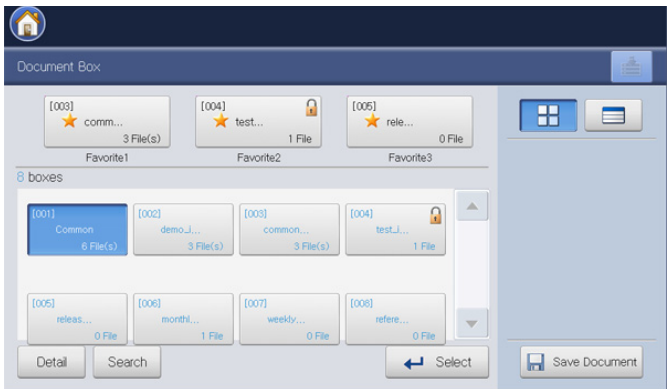 Document Box
[003]
comm...
3 File(s)
Favorite1
[004]
test...
1 File
Favorite2
[005]
rele...
0 File
Favorite3
8 boxes
[001]
Common
6 File(s)
[002]
demo_i...
3 File(s)
[003]
common...
3 File(s)
[004]
test_i...
1 File
[005]
releas...
0 File
[006]
monthl...
1 File
[007]
weekly...
0 File
[008]
refere...
0 File
Detail
Search
Select
Save Document